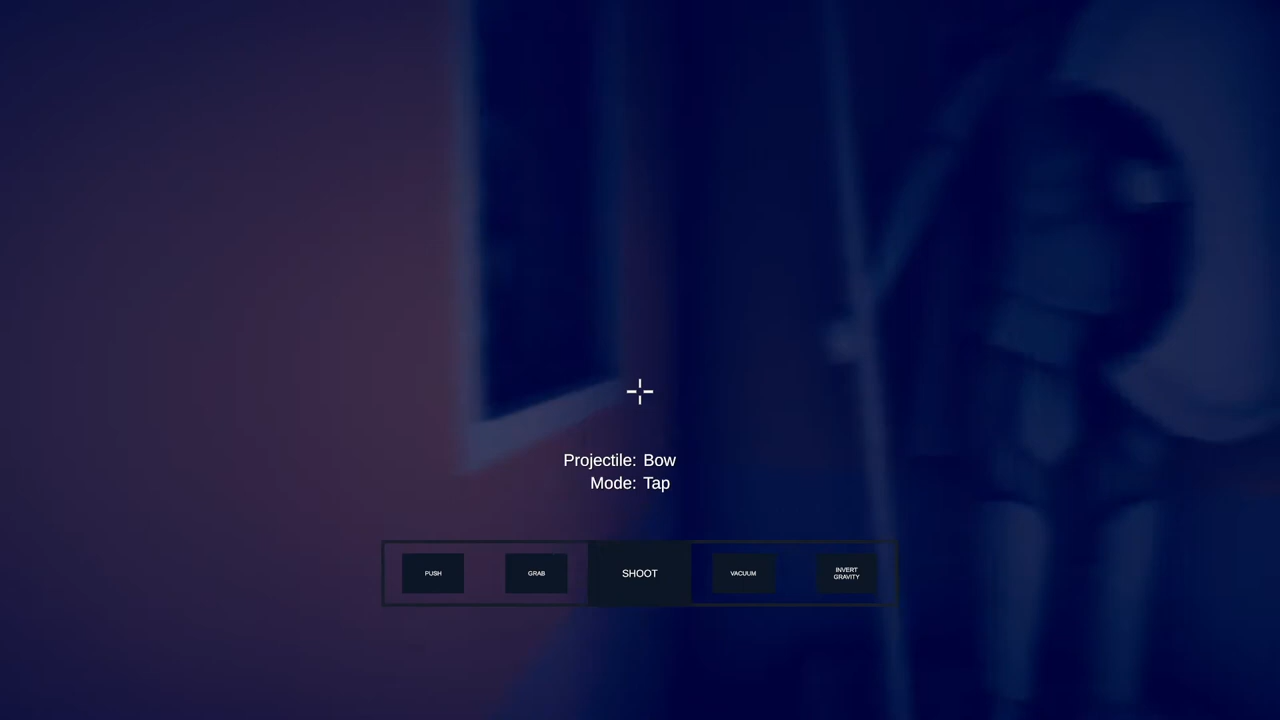 Projectile: Bow
Mode: Tap
PUSH
GRAB
SHOOT
VACUUM
INVERT
GRAVITY